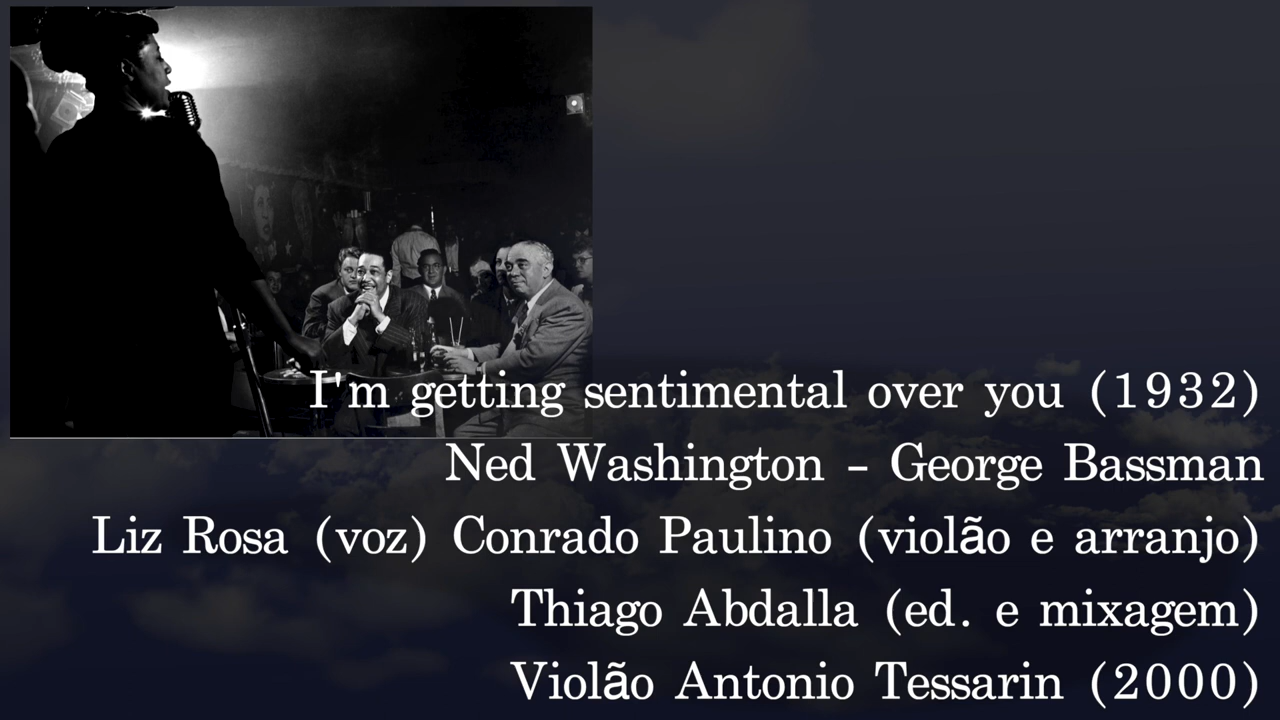 I'm getting sentimental over you (1932)
Ned Washington – George Bassman
Liz Rosa (voz) Conrado Paulino (violão e arranjo)
Thiago Abdalla (ed. e mixagem)
Violão Antonio Tessarin (2000)